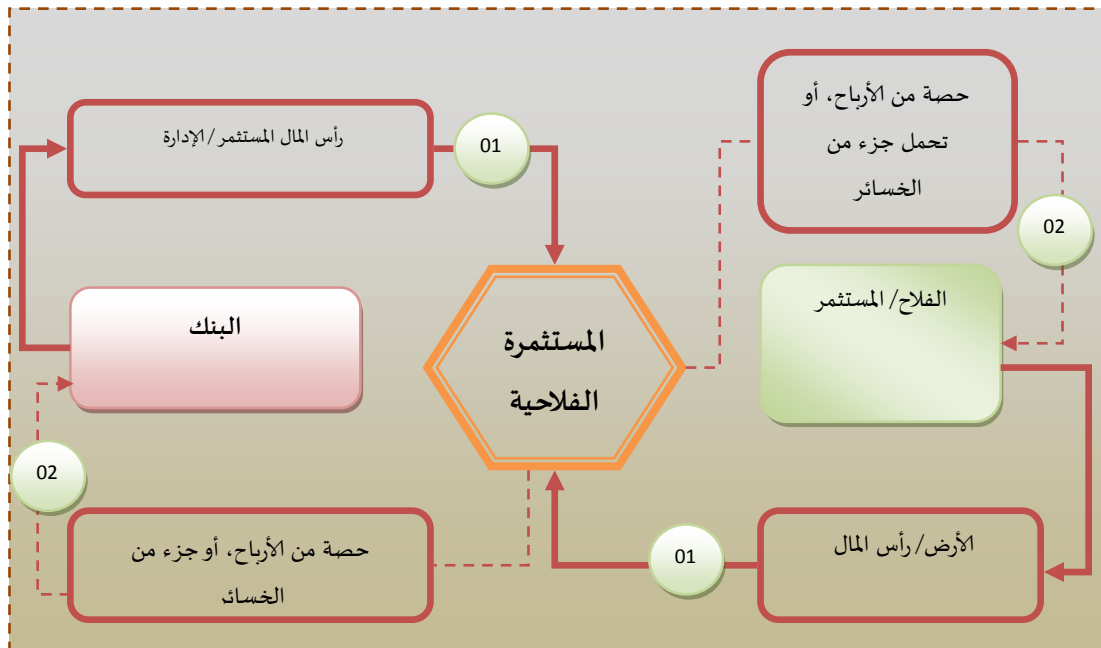 حصة من الأرباح، أو
تحمل جزء من
الخسائر
رأس المال المستثمر/ الإدارة
01
02
الفلاح/ المستثمر
البنك
المستثمرة
الفلاحية
الأرض/ رأس المال
01
02
حصة من الأرباح، أو جزء من
الخسائر